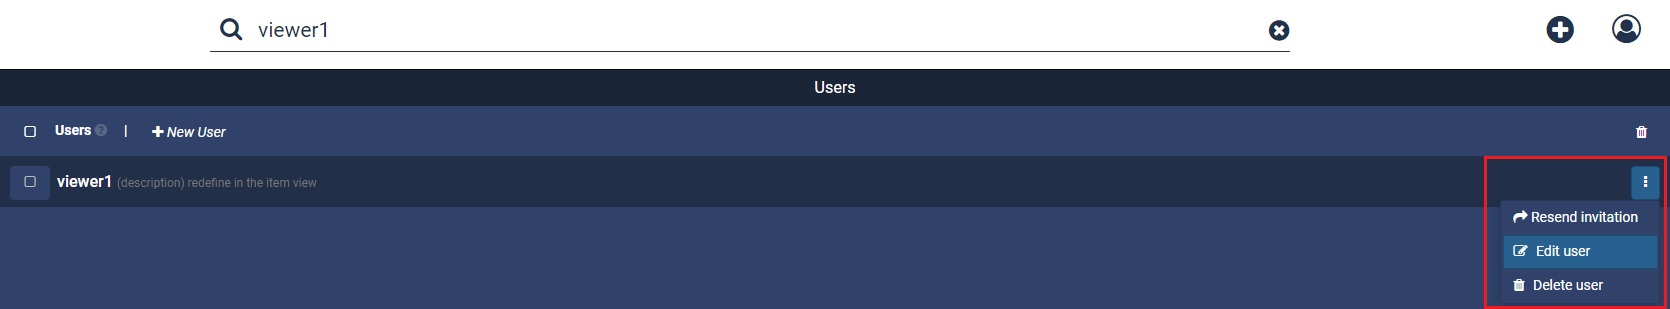 viewer1
Users
Users | New User
viewer1 (description) redefine in the item view
Resend invitation
Edit user
Delete user